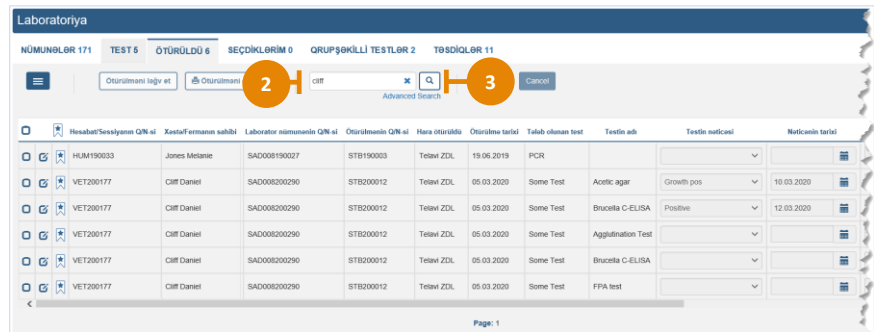 Laboratoriya
NÜMUNƏLƏR 171 TEST 5 ÖTÜRÜLDÜ 6 SEÇDİKLƏRİM 0 QRUPŞƏKİLLİ TESTLƏR 2 TƏSDİQLƏR 11
Ötürülməni ləğv et Ötürülməni 2 cliff 3 Cancel
Advanced Search
Hesabat/Sessiyanın Q/N-si Xəstə/Fermanın sahibi Laborator nümunənin Q/N-si Ötürülmənin Q/N-si Hara ötürüldü Ötürülmə tarixi Tələb olunan test Testin adı Testin nəticəsi Nəticənin tarixi
HUM190033 Jones Melanie SAD008190027 STB190003 Telavi ZDL 19.06.2019 PCR
VET200177 Cliff Daniel SAD008200290 STB200012 Telavi ZDL 05.03.2020 Some Test Acetic agar Growth pos 10.03.2020
VET200177 Cliff Daniel SAD008200290 STB200012 Telavi ZDL 05.03.2020 Some Test Brucella C-ELISA Positive 12.03.2020
VET200177 Cliff Daniel SAD008200290 STB200012 Telavi ZDL 05.03.2020 Some Test Agglutination Test
VET200177 Cliff Daniel SAD008200290 STB200012 Telavi ZDL 05.03.2020 Some Test Brucella C-ELISA
VET200177 Cliff Daniel SAD008200290 STB200012 Telavi ZDL 05.03.2020 Some Test FPA test
Page: 1